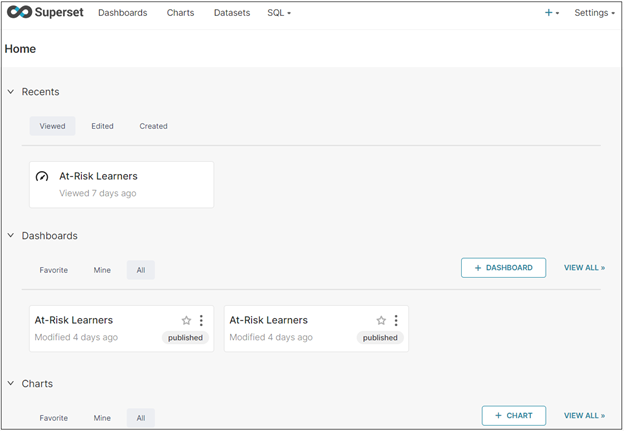 Superset Dashboards Charts Datasets SQL Settings
Home
Recents
Viewed Edited Created
At-Risk Learners
Viewed 7 days ago
Dashboards
Favorite Mine All + DASHBOARD VIEW ALL »
At-Risk Learners
Modified 4 days ago published
At-Risk Learners
Modified 4 days ago published
Charts
Favorite Mine All + CHART VIEW ALL »